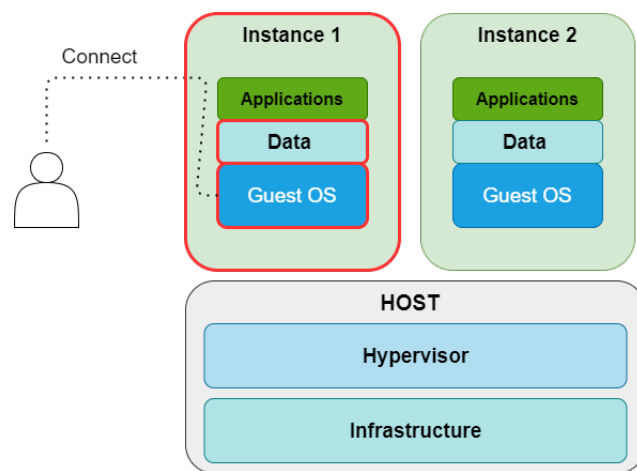 Instance 1
Instance 2
Connect
Applications
Applications
Data
Data
Guest OS
Guest OS
HOST
Hypervisor
Infrastructure